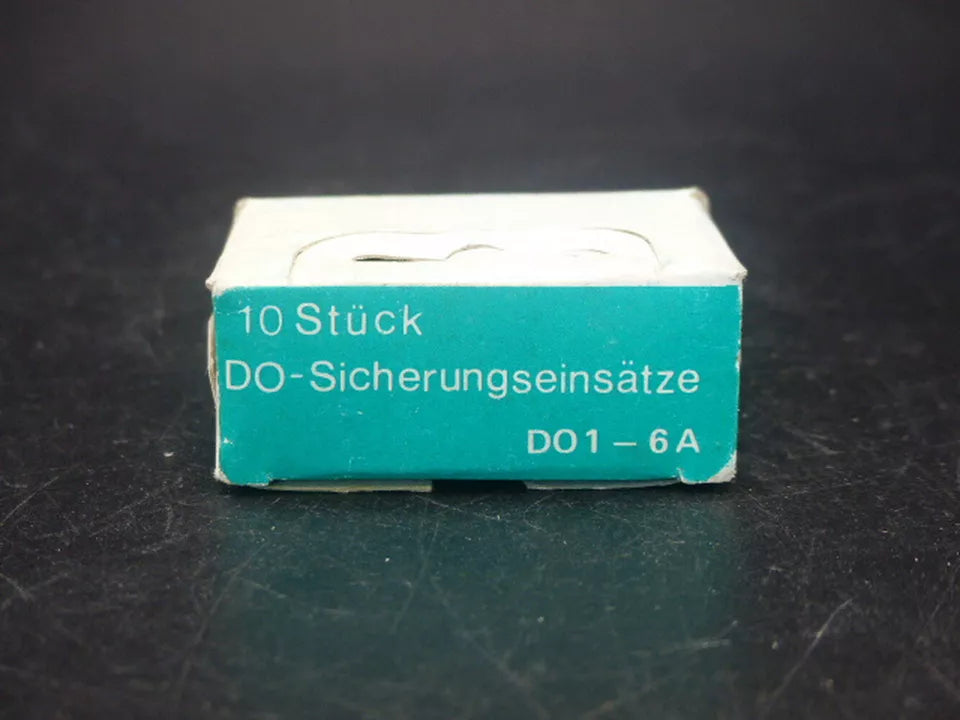 10 Stück
DO-Sicherungseinsätze
DO1 – 6A